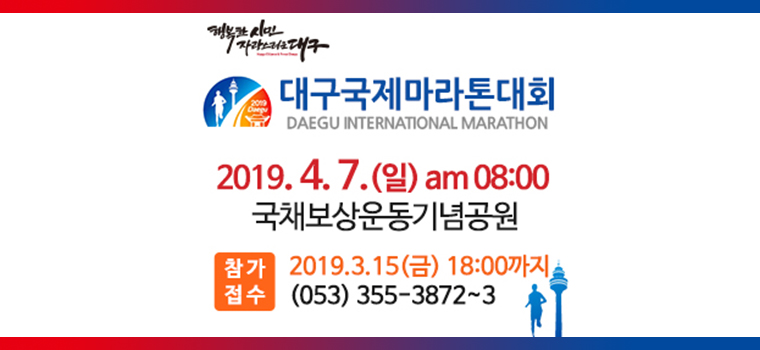 행복한 시민
자랑스러운 대구
2019
Daegu
대구국제마라톤대회
DAEGU INTERNATIONAL MARATHON
2019. 4. 7.(일) am 08:00
국채보상운동기념공원
참가
접수
2019.3.15(금) 18:00까지
(053) 355-3872~3